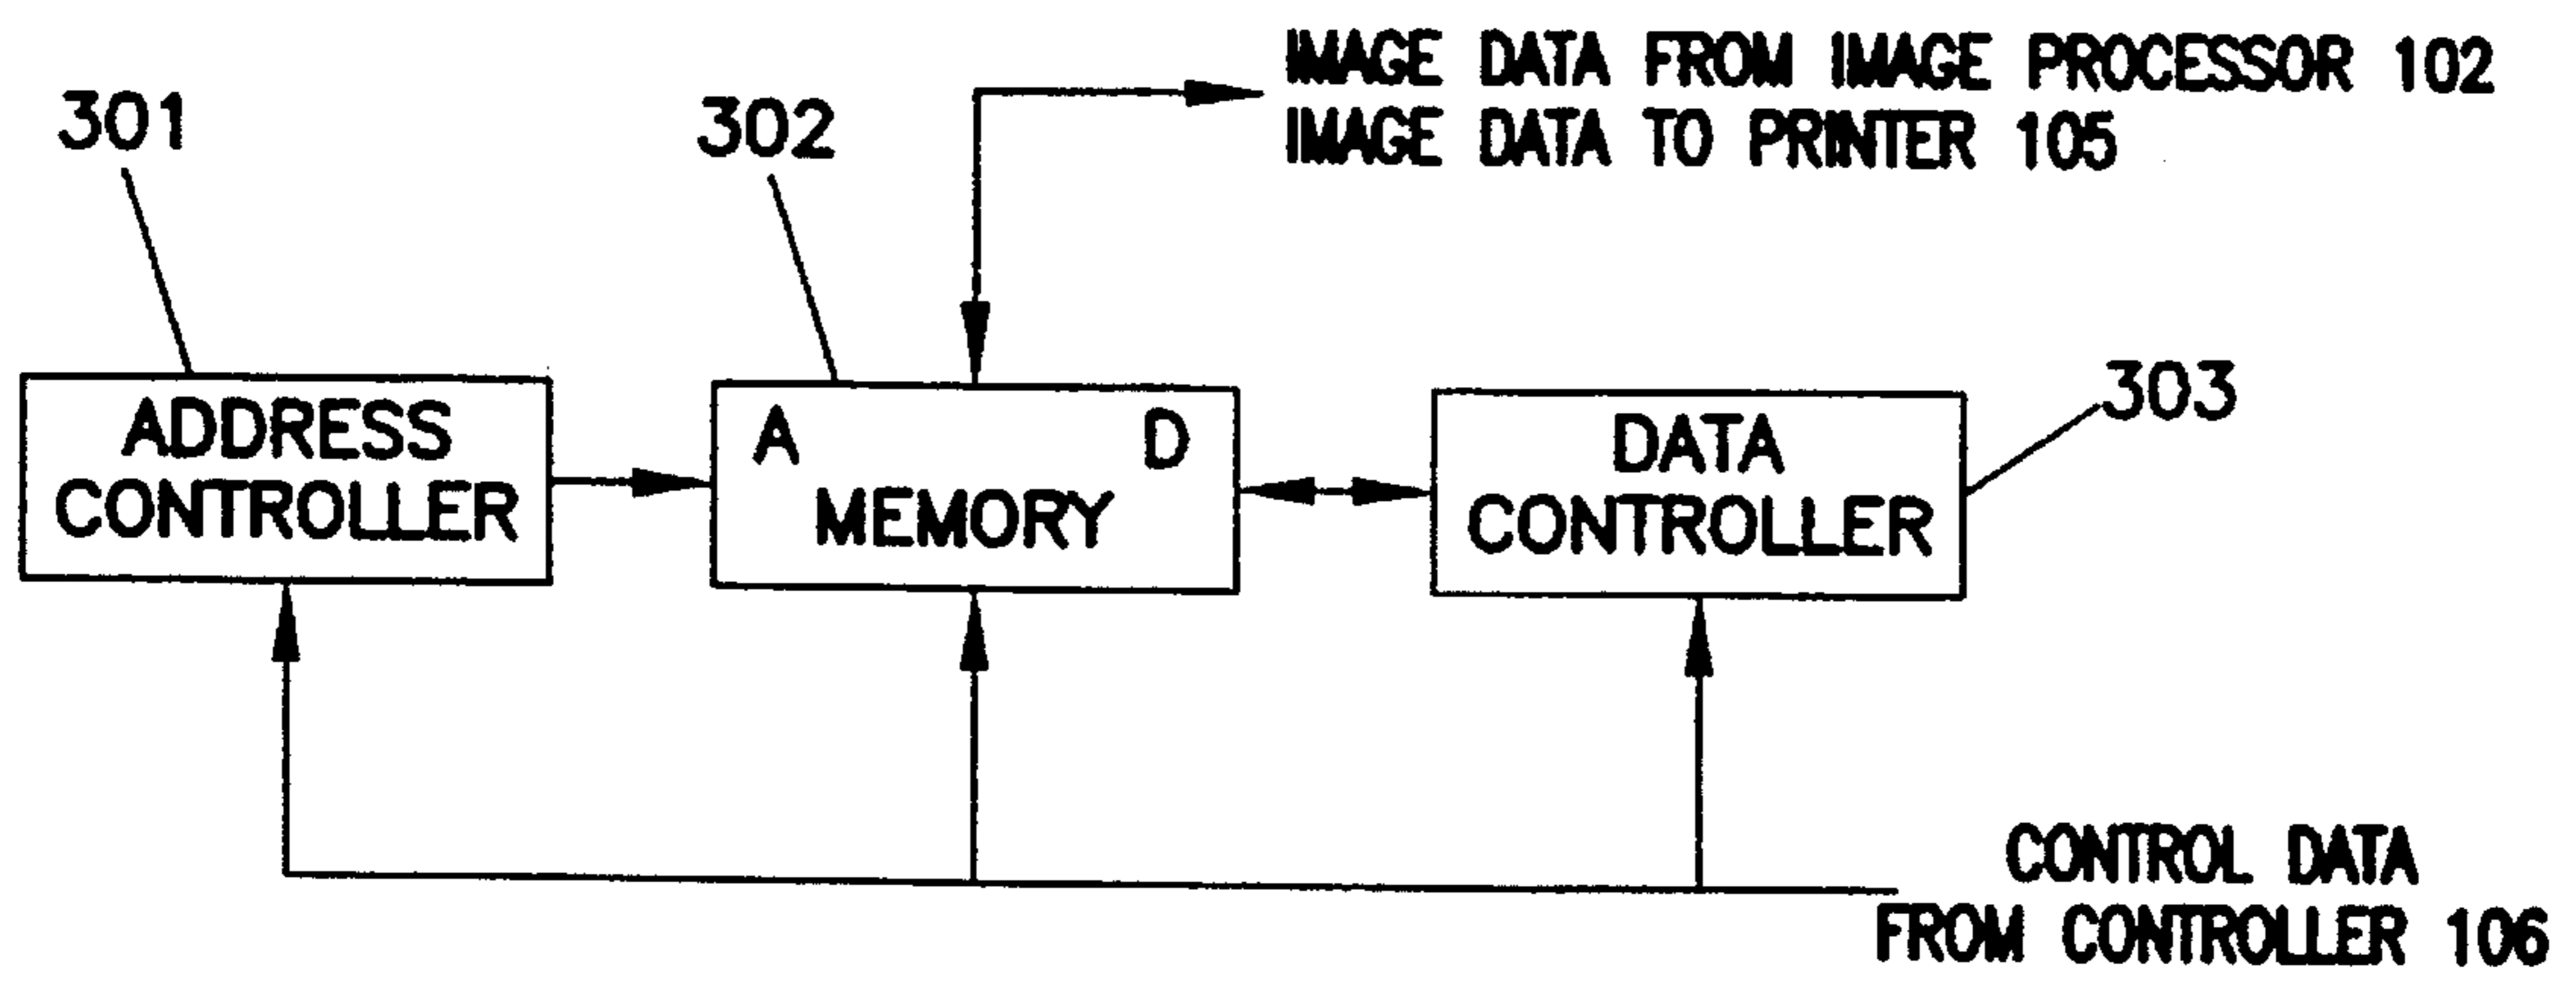 IMAGE DATA FROM IMAGE PROCESSOR 102
IMAGE DATA TO PRINTER 105
301
302
303
ADDRESS
CONTROLLER
A
D
MEMORY
DATA
CONTROLLER
CONTROL DATA
FROM CONTROLLER 106